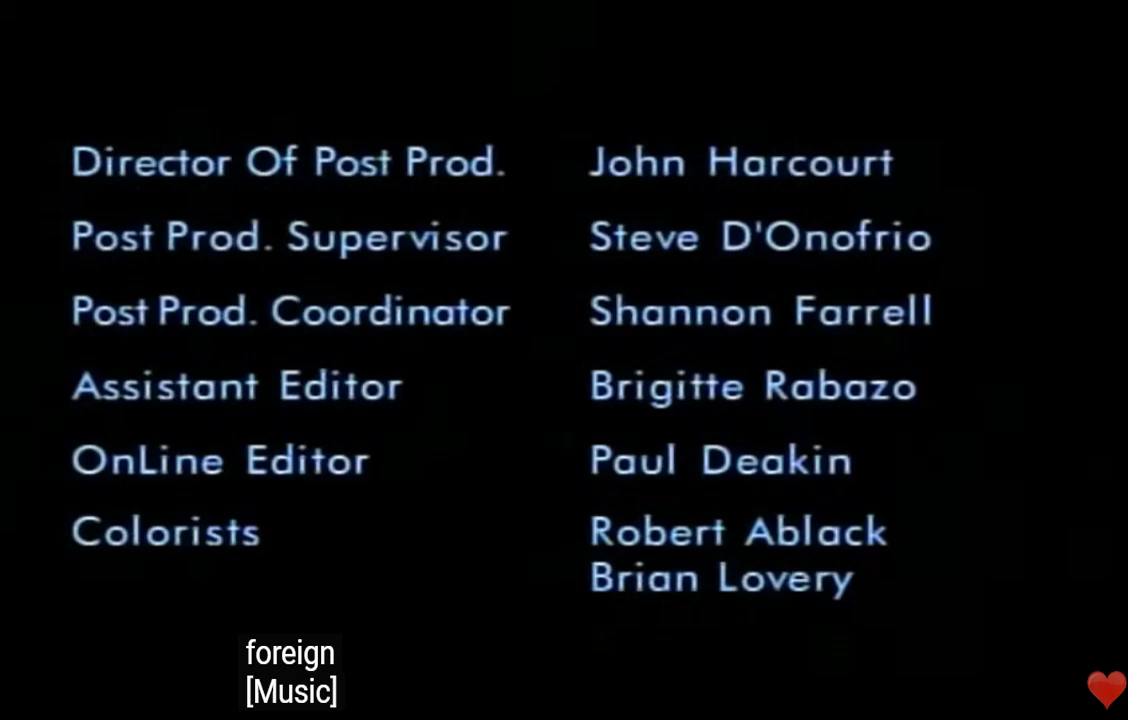 Director Of Post Prod. John Harcourt
Post Prod. Supervisor Steve D'Onofrio
Post Prod. Coordinator Shannon Farrell
Assistant Editor Brigitte Rabazo
OnLine Editor Paul Deakin
Colorists Robert Ablack
Brian Lovery
foreign
[Music]